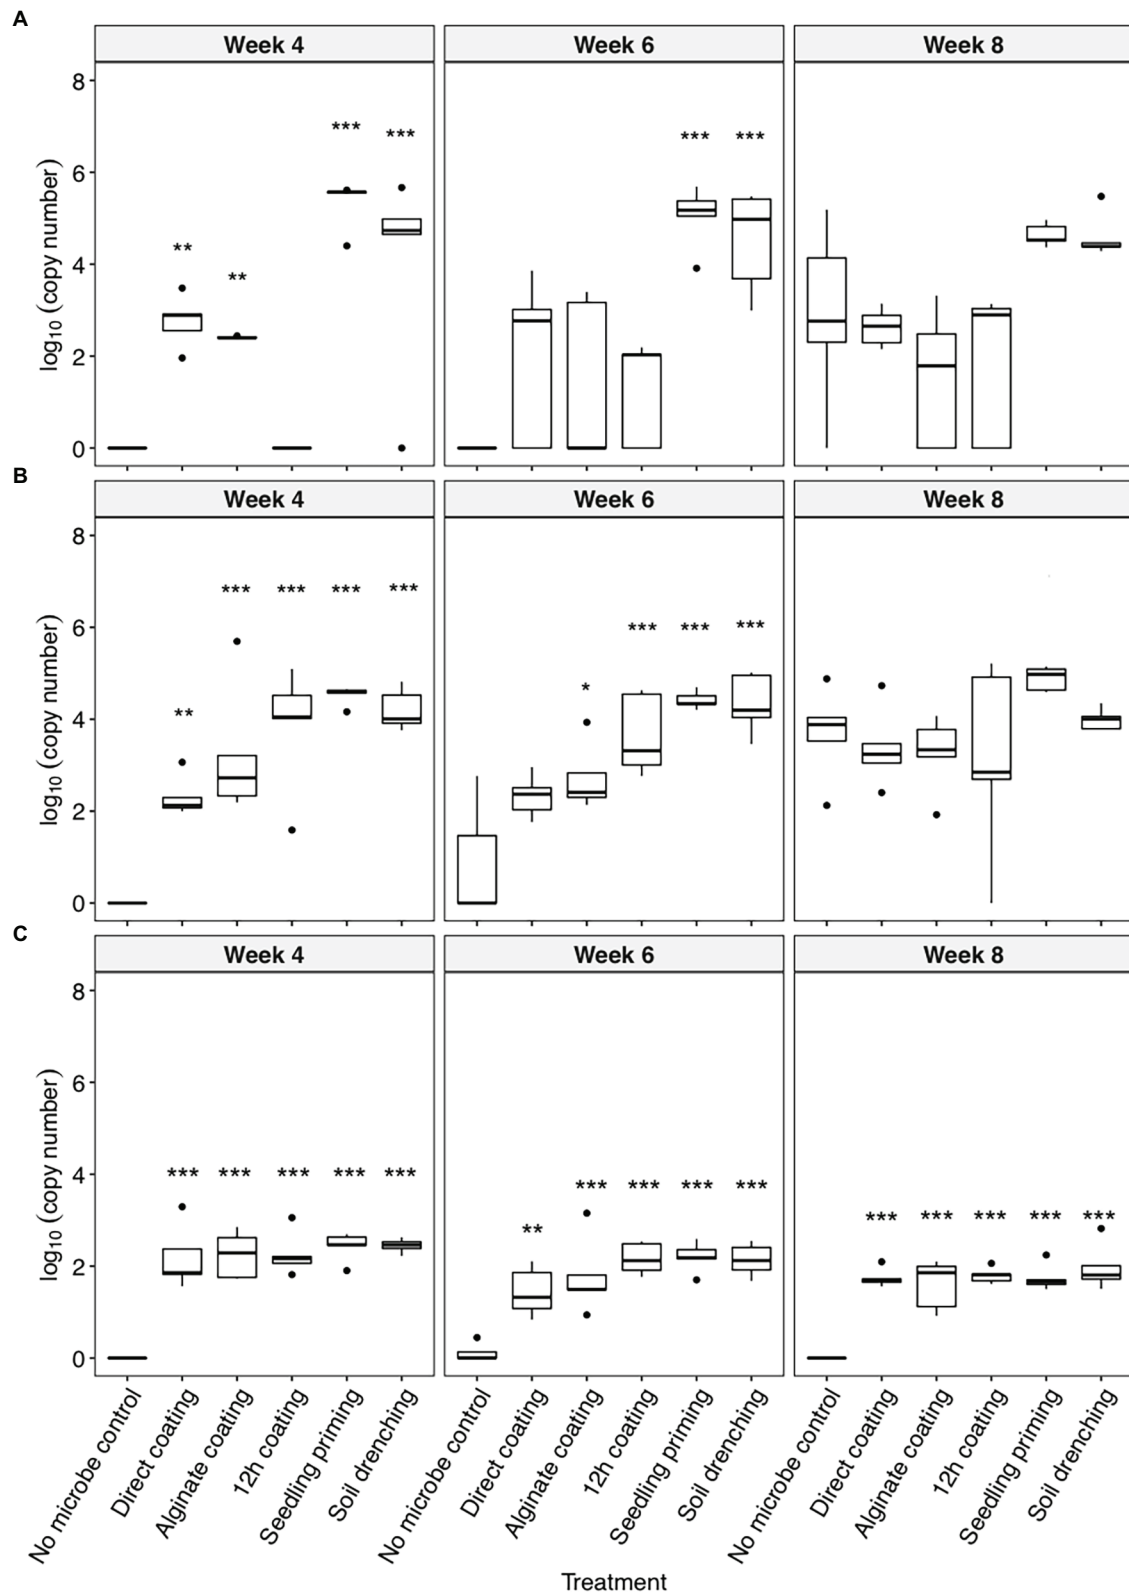 A
Week 4 Week 6 Week 8
8
*** ***
*** ***
6
** **
4
2
0
log10 (copy number)
B
Week 4 Week 6 Week 8
8
*** *** *** ***
6
*** *** ***
**
*
4
2
0
log10 (copy number)
C
Week 4 Week 6 Week 8
8
6
4
*** *** *** *** ***
** *** *** *** ***
*** *** *** *** ***
2
0
log10 (copy number)
No microbe control
Direct coating
Alginate coating
12h coating
Seedling priming
Soil drenching
No microbe control
Direct coating
Alginate coating
12h coating
Seedling priming
Soil drenching
No microbe control
Direct coating
Alginate coating
12h coating
Seedling priming
Soil drenching
Treatment